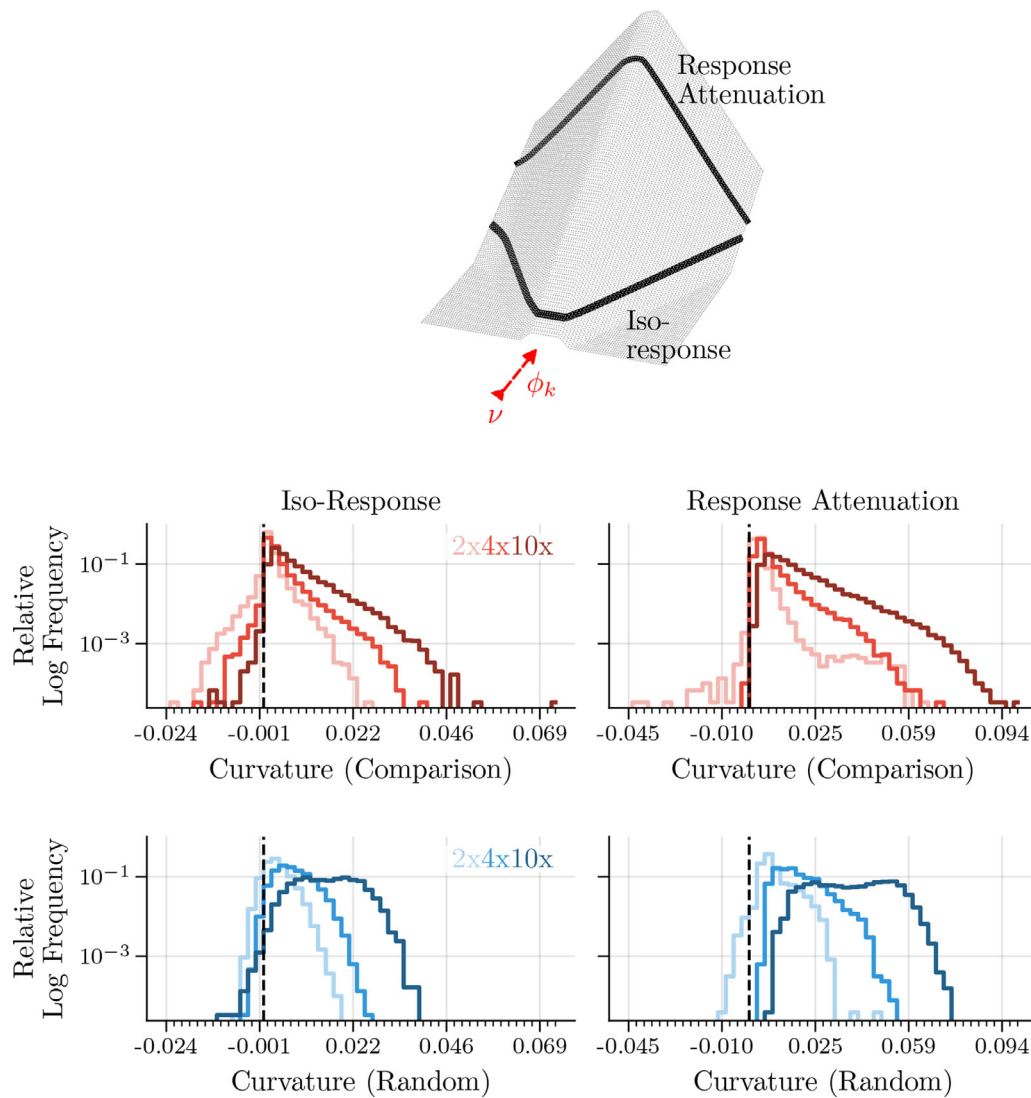 Response
Attenuation
Iso-
response
ϕk
ν
Iso-Response
Response Attenuation
Relative
Log Frequency
10−1
10−3
2x4x10x
-0.024 -0.001 0.022 0.046 0.069
-0.045 -0.010 0.025 0.059 0.094
Curvature (Comparison)
Curvature (Comparison)
Relative
Log Frequency
10−1
10−3
2x4x10x
-0.024 -0.001 0.022 0.046 0.069
-0.045 -0.010 0.025 0.059 0.094
Curvature (Random)
Curvature (Random)